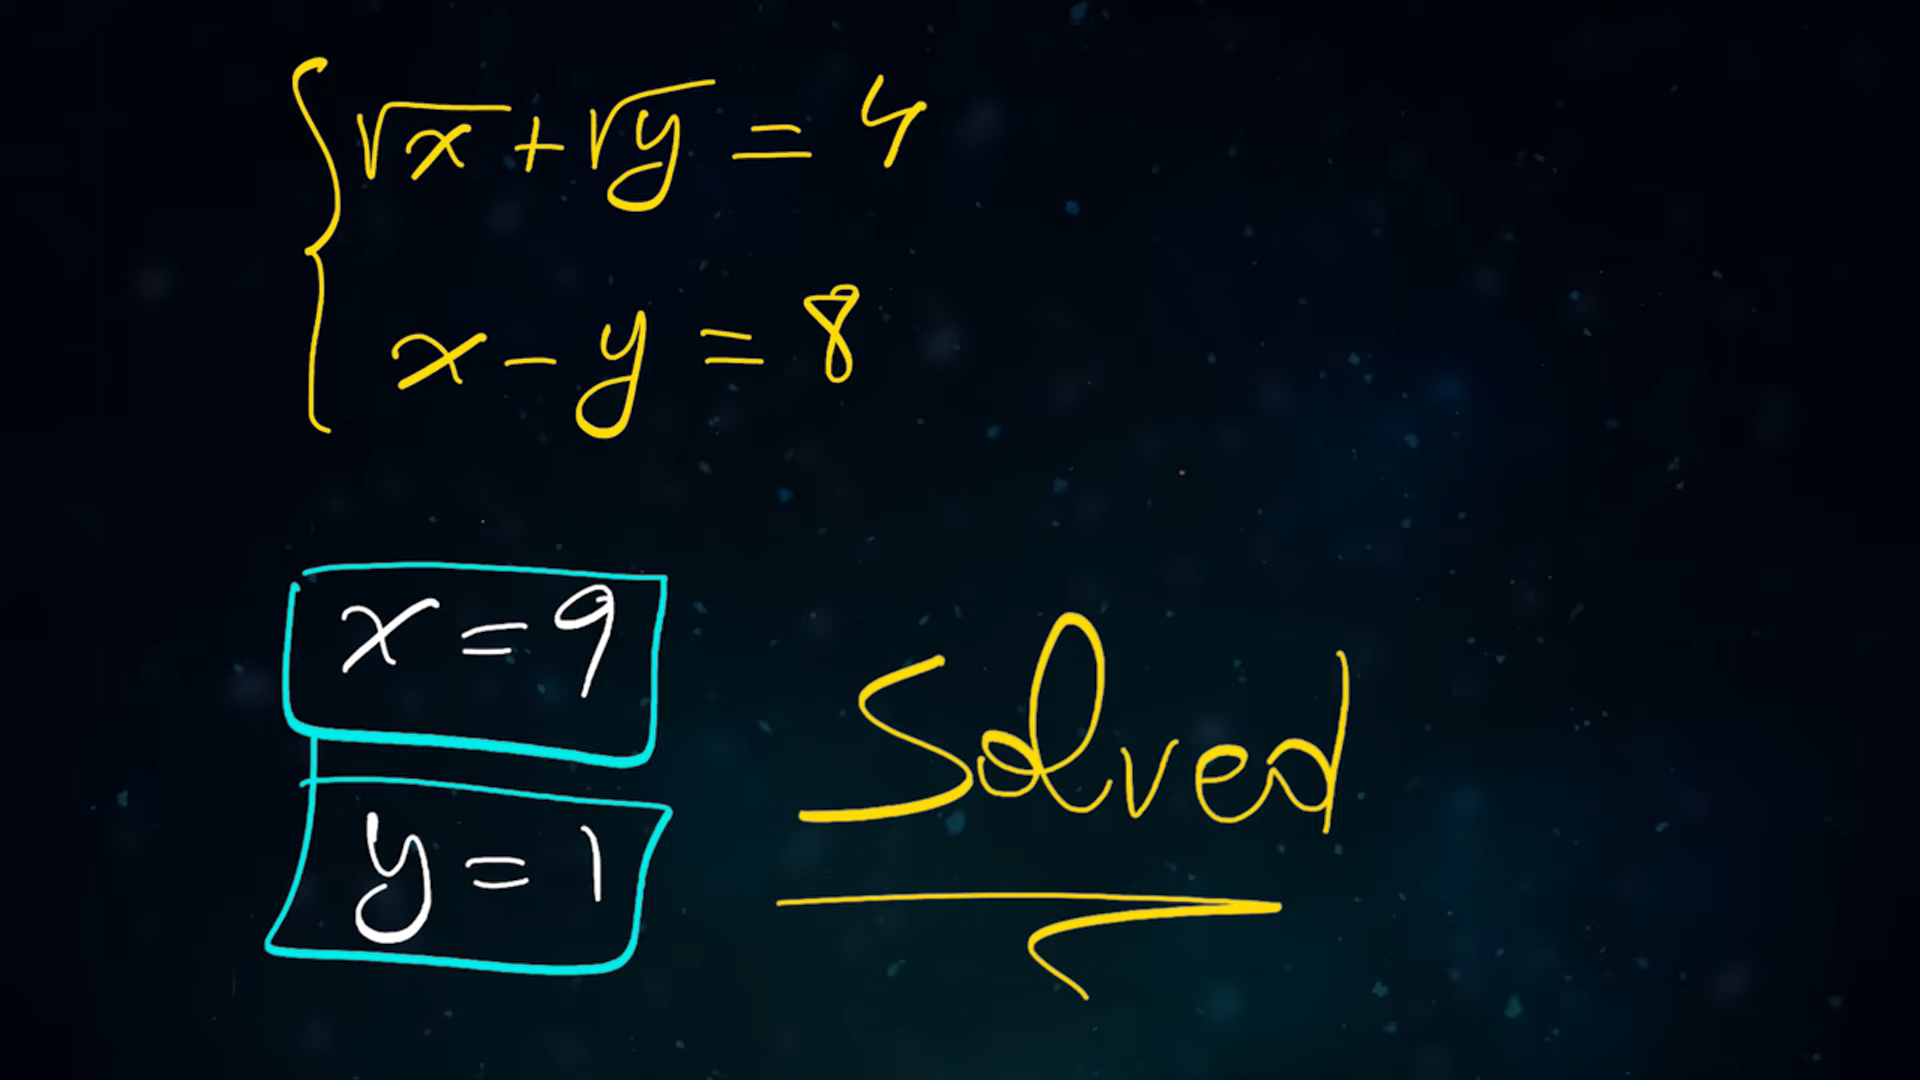 √x + √y = 4
x - y = 8
x = 9
y = 1
Solved